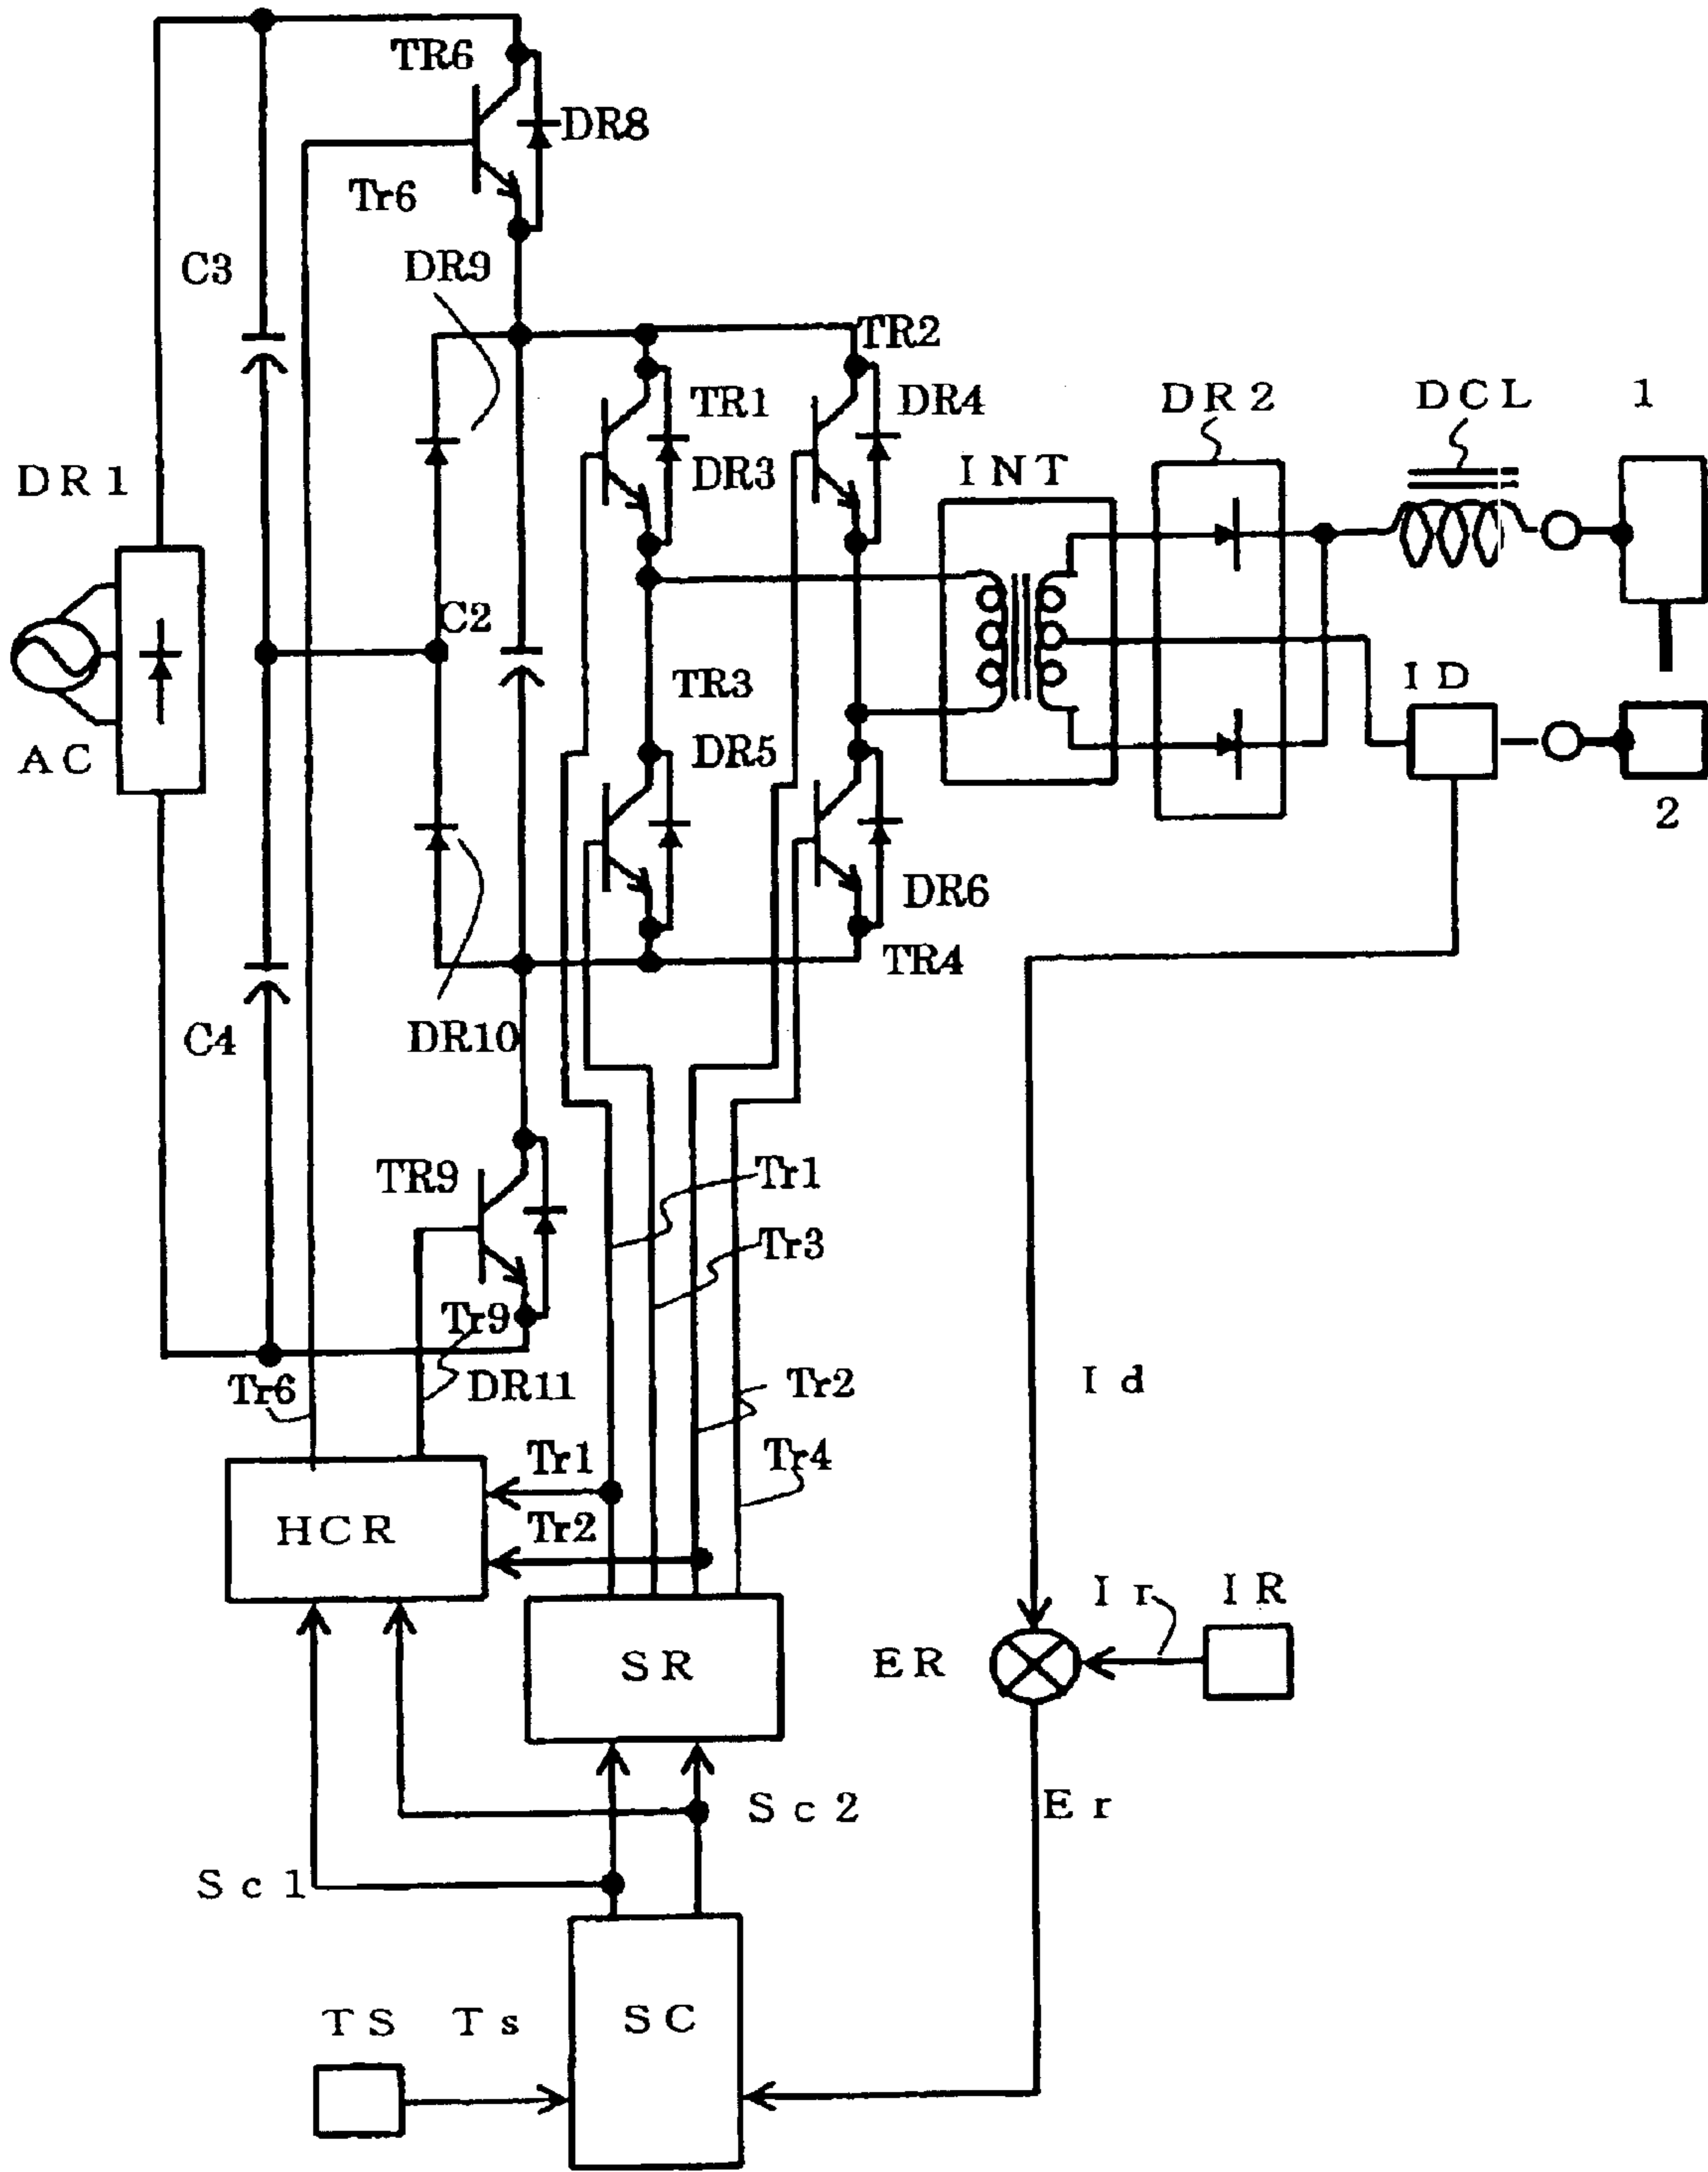 TR6
DR8
Tr6
C3
DR9
TR2
TR1
DR4
DR2
DCL
1
DR3
INT
DR1
C2
TR3
ID
DR5
AC
2
DR6
TR4
C4
DR10
TR9
Tr1
Tr3
Tr9
Tr6
DR11
Tr2
Id
Tr1
Tr4
HCR
Tr2
Ir
IR
SR
ER
Sc2
Er
Sc1
TS
Ts
SC